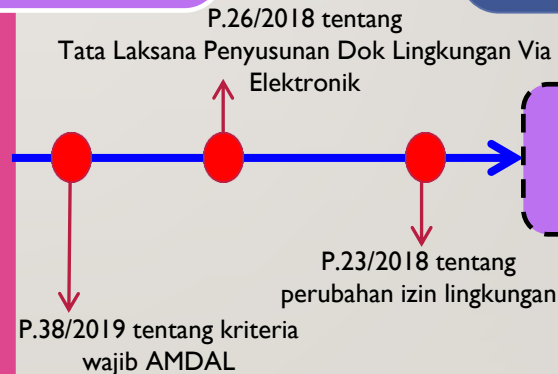 P.26/2018 tentang
Tata Laksana Penyusunan Dok Lingkungan Via
Elektronik
P.23/2018 tentang
perubahan izin lingkungan
P.38/2019 tentang kriteria
wajib AMDAL